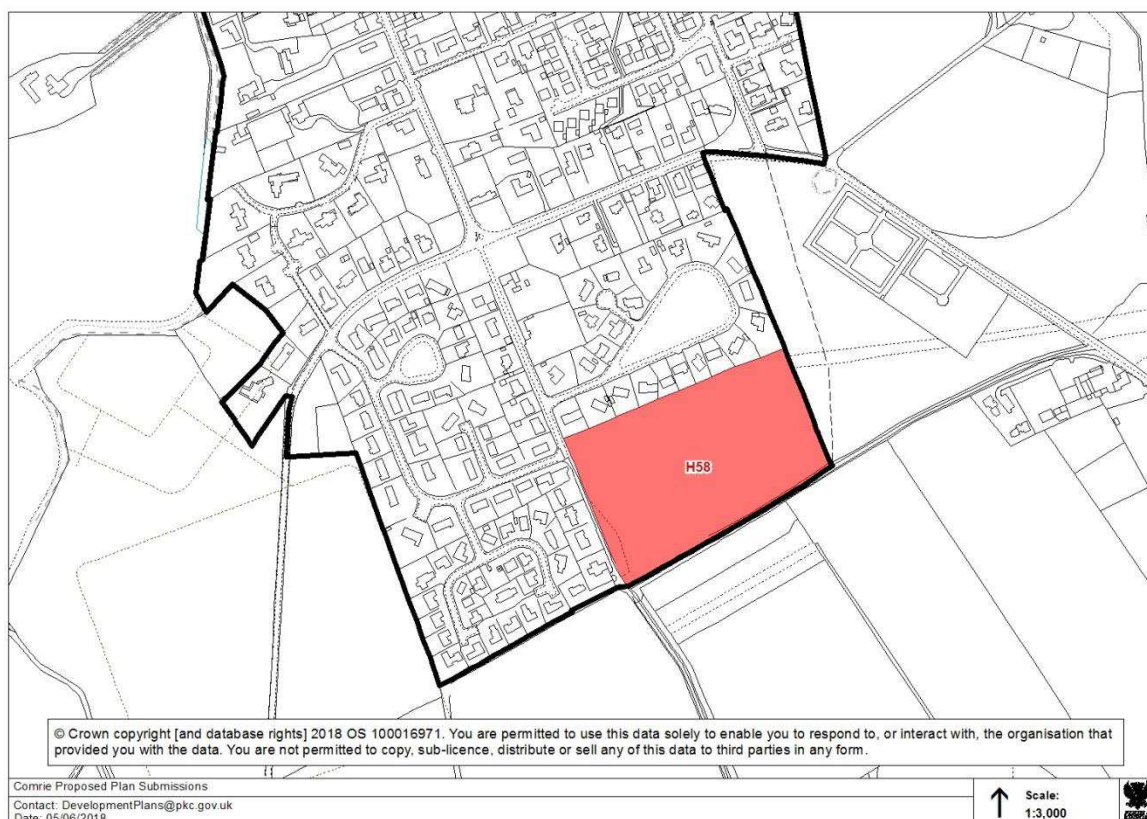 H58
© Crown copyright [and database rights] 2018 OS 100016971. You are permitted to use this data solely to enable you to respond to, or interact with, the organisation that
provided you with the data. You are not permitted to copy, sub-licence, distribute or sell any of this data to third parties in any form.
Comrie Proposed Plan Submissions
Contact: DevelopmentPlans@pkc.gov.uk
Date: 05/06/2018
Scale:
1:3,000